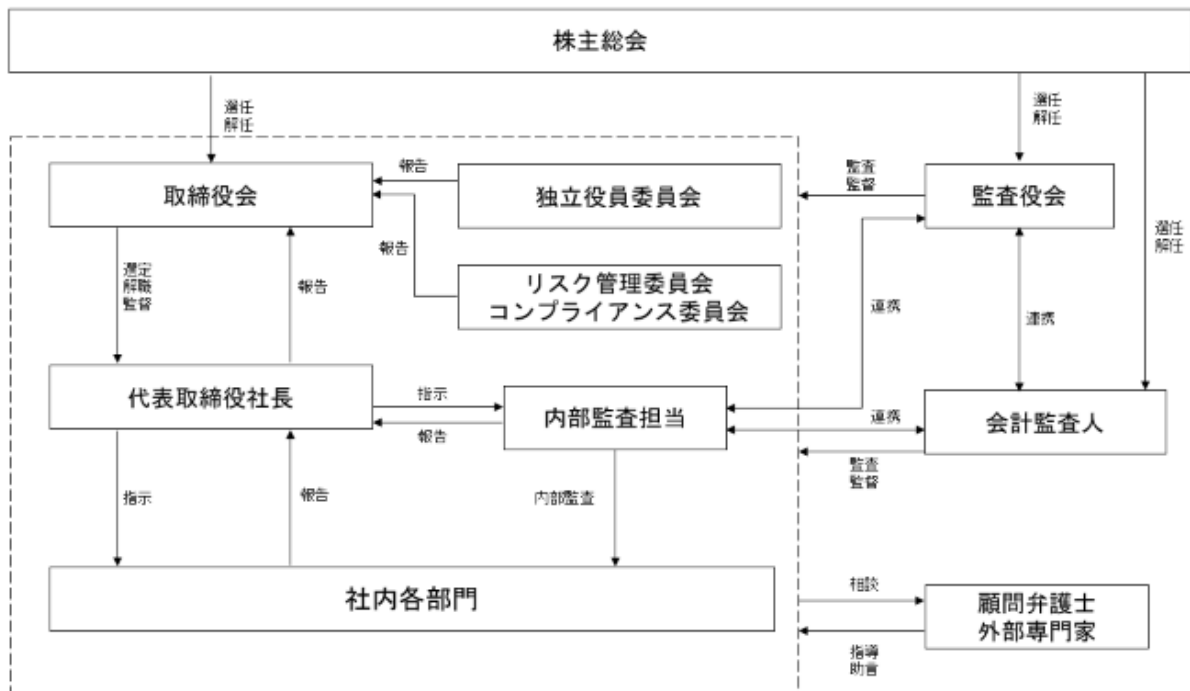 株主総会
選任
解任
選任
解任
選任
解任
取締役会
報告
独立役員委員会
監査
監督
監査役会
報告
リスク管理委員会
コンプライアンス委員会
選定
解職
監督
報告
連携
連携
代表取締役社長
指示
報告
内部監査担当
連携
会計監査人
監査
監督
指示
報告
内部監査
社内各部門
相談
顧問弁護士
外部専門家
指導
助言